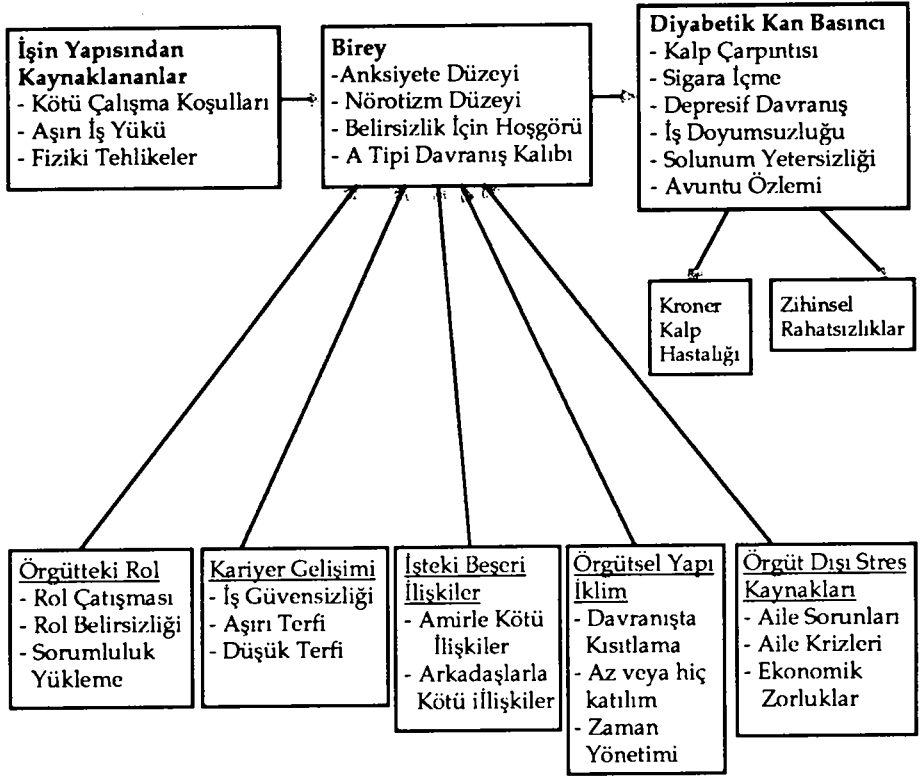 İşin Yapısından
Kaynaklananlar
- Kötü Çalışma Koşulları
- Aşırı İş Yükü
- Fiziki Tehlikeler
Birey
-Anksiyete Düzeyi
- Nörotizm Düzeyi
- Belirsizlik İçin Hoşgörü
- A Tipi Davranış Kalıbı
Diyabetik Kan Basıncı
- Kalp Çarpıntısı
- Sigara İçme
- Depresif Davranış
- İş Doyumsuzluğu
- Solunum Yetersizliği
- Avuntu Özlemi
Kroner
Kalp
Hastalığı
Zihinsel
Rahatsızlıklar
Örgütteki Rol
- Rol Çatışması
- Rol Belirsizliği
- Sorumluluk
Yükleme
Kariyer Gelişimi
- İş Güvensizliği
- Aşırı Terfi
- Düşük Terfi
İşteki Beşeri
İlişkiler
- Amirle Kötü
İlişkiler
- Arkadaşlarla
Kötü iİlişkiler
Örgütsel Yapı
İklim
- Davranışta
Kısıtlama
- Az veya hiç
katılım
- Zaman
Yönetimi
Örgüt Dışı Stres
Kaynakları
- Aile Sorunları
- Aile Krizleri
- Ekonomik
Zorluklar